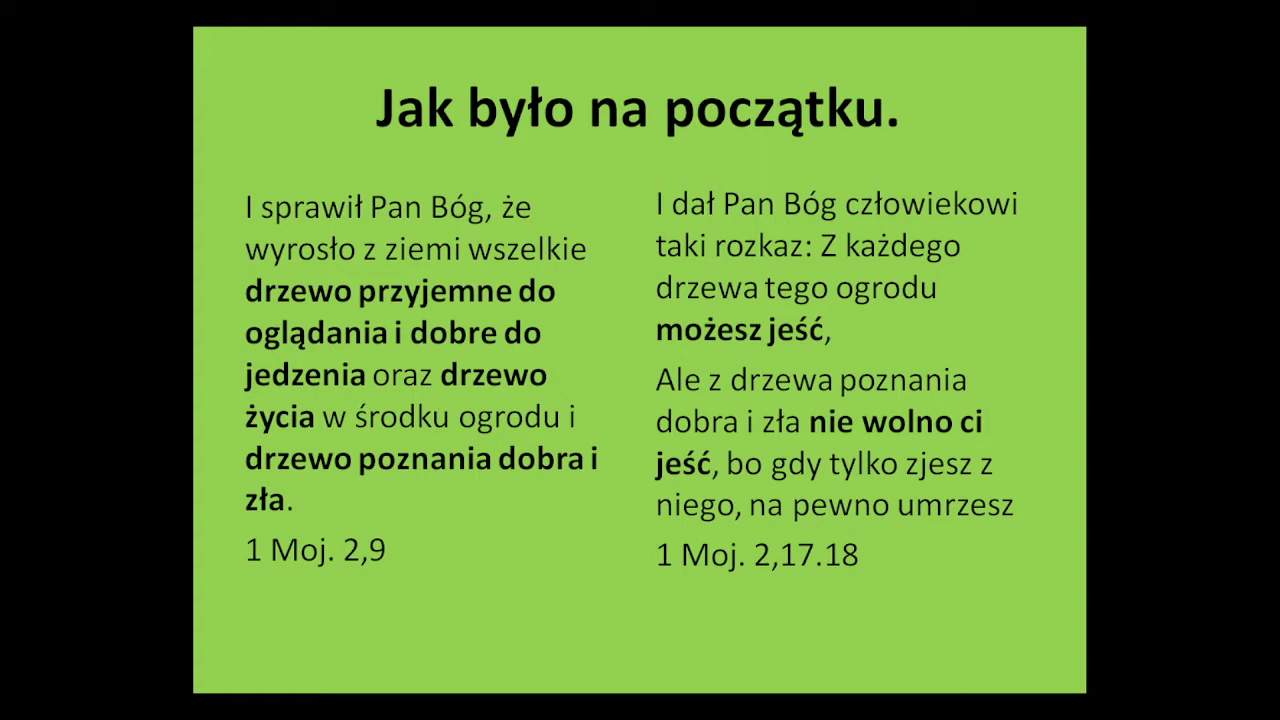 Jak było na początku.
I sprawił Pan Bóg, że
wyrosło z ziemi wszelkie
drzewo przyjemne do
oglądania i dobre do
jedzenia oraz drzewo
życia w środku ogrodu i
drzewo poznania dobra i
zła.
1 Moj. 2,9
I dał Pan Bóg człowiekowi
taki rozkaz: Z każdego
drzewa tego ogrodu
możesz jeść,
Ale z drzewa poznania
dobra i zła nie wolno ci
jeść, bo gdy tylko zjesz z
niego, na pewno umrzesz
1 Moj. 2,17.18